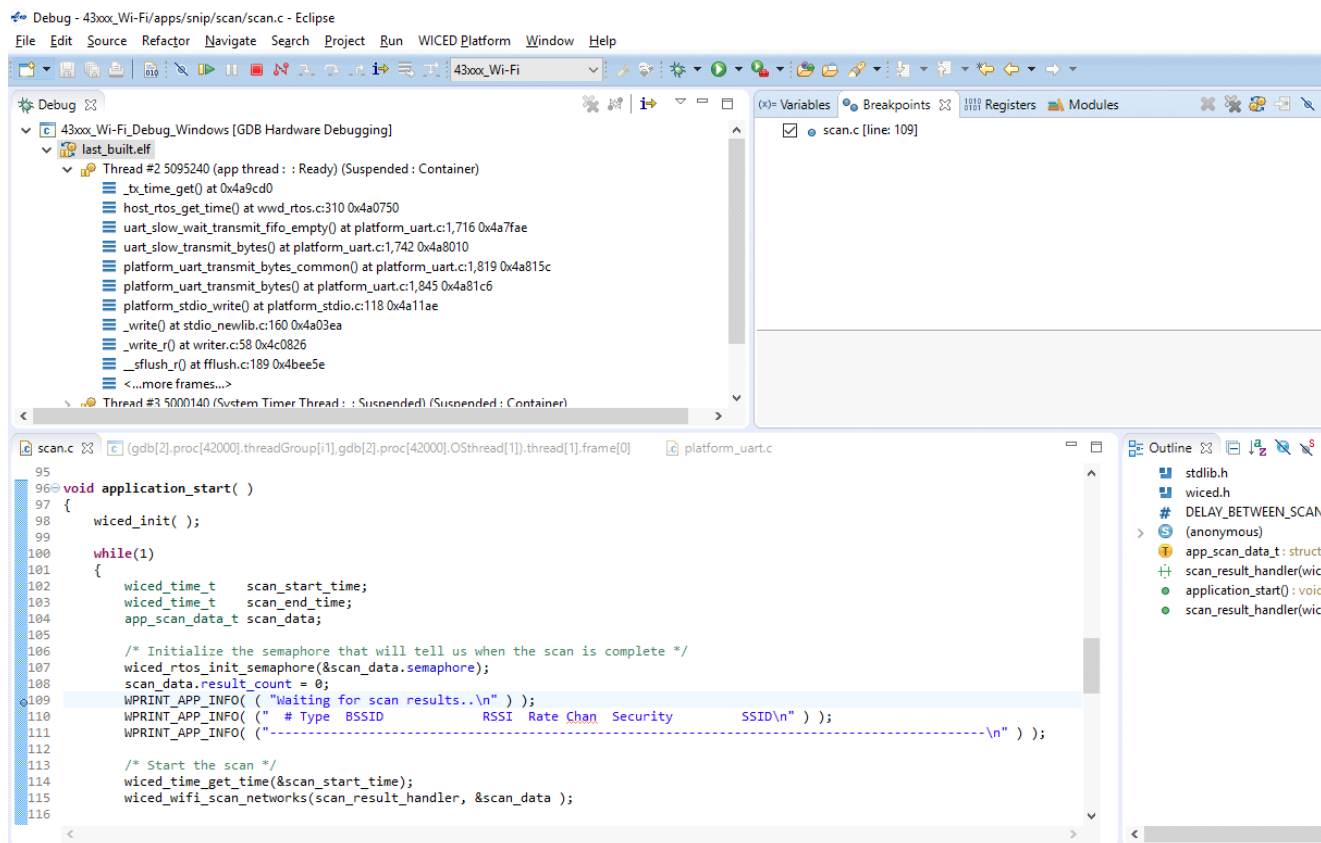 Debug - 43xxx_Wi-Fi/apps/snip/scan/scan.c - Eclipse
File Edit Source Refactor Navigate Search Project Run WICED Platform Window Help
43xxx_Wi-Fi
Debug
43xxx_Wi-Fi_Debug_Windows [GDB Hardware Debugging]
last_built.elf
Thread #2 5095240 (app thread : : Ready) (Suspended : Container)
_tx_time_get() at 0x4a9cd0
host_rtos_get_time() at wwd_rtos.c:310 0x4a0750
uart_slow_wait_transmit_fifo_empty() at platform_uart.c:1,716 0x4a7fae
uart_slow_transmit_bytes() at platform_uart.c:1,742 0x4a8010
platform_uart_transmit_bytes_common() at platform_uart.c:1,819 0x4a815c
platform_uart_transmit_bytes() at platform_uart.c:1,845 0x4a81c6
platform_stdio_write() at platform_stdio.c:118 0x4a11ae
_write() at stdio_newlib.c:160 0x4a03ea
_write_r() at writer.c:58 0x4c0826
__sflush_r() at fflush.c:189 0x4bee5e
<...more frames...>
Thread #3 5000140 (System Timer Thread : : Suspended) (Suspended : Container)
(x)= Variables Breakpoints 1010 0101 Registers Modules
scan.c [line: 109]
scan.c (gdb[2].proc[42000].threadGroup[i1],gdb[2].proc[42000].OSthread[1]).thread[1].frame[0] platform_uart.c
95
96 void application_start( )
97 {
98 wiced_init( );
99
100 while(1)
101 {
102 wiced_time_t scan_start_time;
103 wiced_time_t scan_end_time;
104 app_scan_data_t scan_data;
105
106 /* Initialize the semaphore that will tell us when the scan is complete */
107 wiced_rtos_init_semaphore(&scan_data.semaphore);
108 scan_data.result_count = 0;
109 WPRINT_APP_INFO( ( "Waiting for scan results..\n" ) );
110 WPRINT_APP_INFO( (" # Type BSSID RSSI Rate Chan Security SSID\n" ) );
111 WPRINT_APP_INFO( ("----------------------------------------------------------------------------------------------\n" ) );
112
113 /* Start the scan */
114 wiced_time_get_time(&scan_start_time);
115 wiced_wifi_scan_networks(scan_result_handler, &scan_data );
116
Outline
stdlib.h
wiced.h
# DELAY_BETWEEN_SCAN
(anonymous)
app_scan_data_t : struct
scan_result_handler(wic
application_start() : void
scan_result_handler(wic